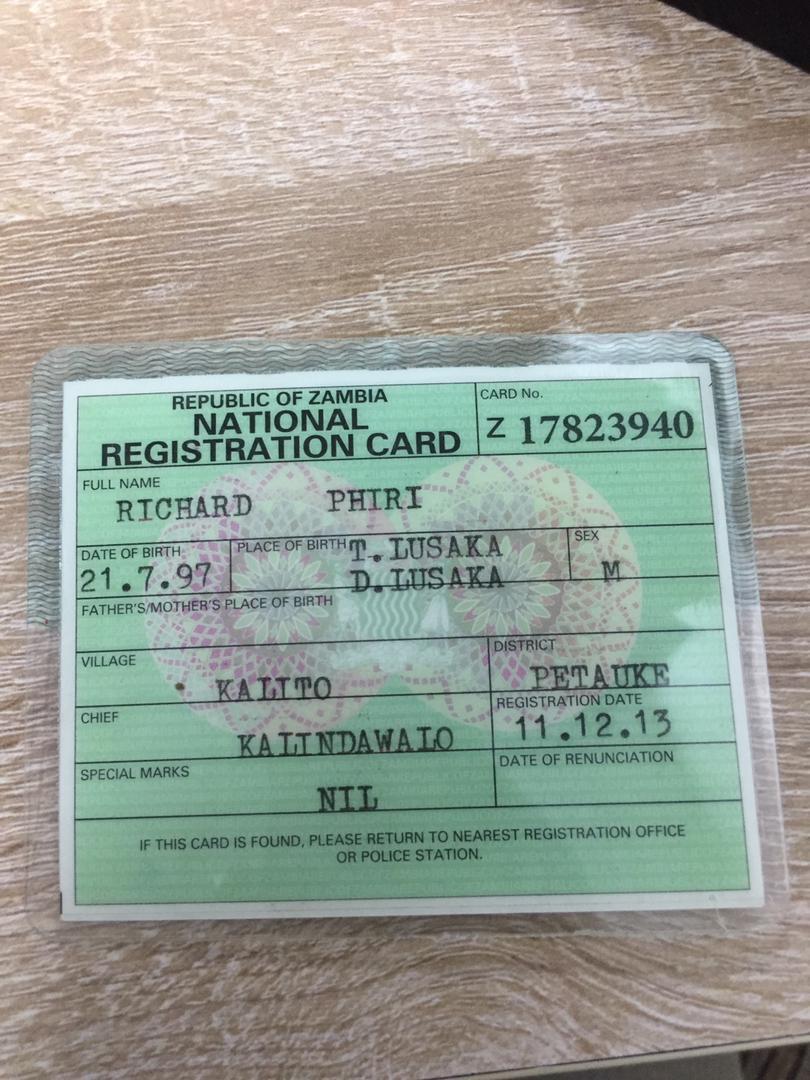 REPUBLIC OF ZAMBIA
NATIONAL
REGISTRATION CARD
CARD No.
Z 17823940
FULL NAME
RICHARD PHIRI
DATE OF BIRTH
21.7.97
PLACE OF BIRTH T. LUSAKA
D. LUSAKA
SEX
M
FATHER'S/MOTHER'S PLACE OF BIRTH
VILLAGE
KALITO
DISTRICT
PETAUKE
CHIEF
KALINDAWALO
REGISTRATION DATE
11.12.13
SPECIAL MARKS
NIL
DATE OF RENUNCIATION
IF THIS CARD IS FOUND, PLEASE RETURN TO NEAREST REGISTRATION OFFICE
OR POLICE STATION.